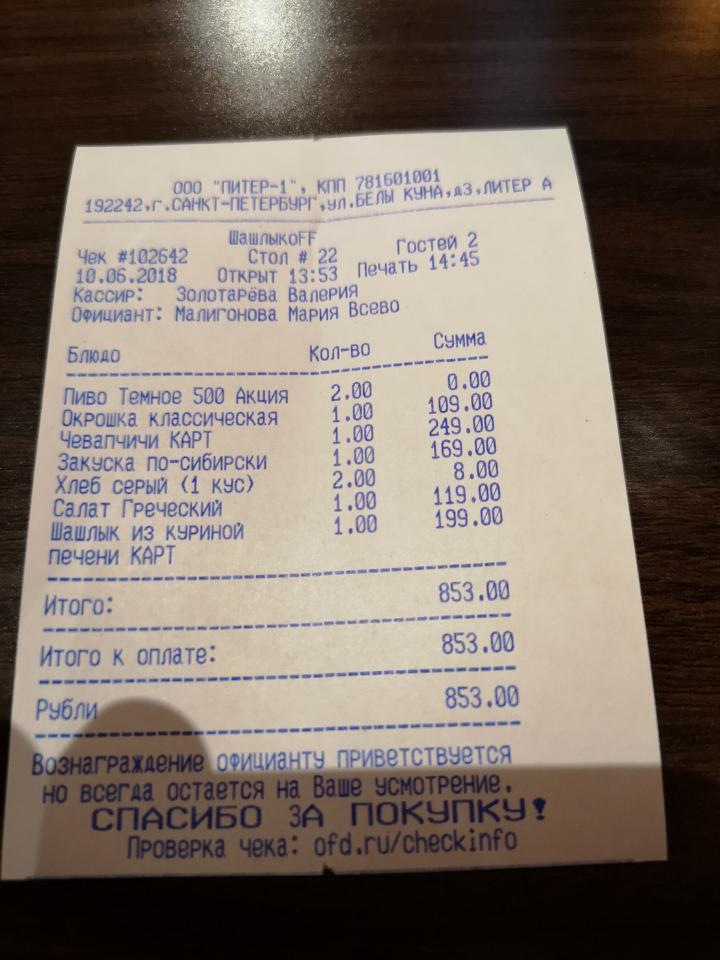 ООО "ПИТЕР-1", КПП 781601001
192242,г.САНКТ-ПЕТЕРБУРГ,ул.БЕЛЫ КУНА,д3,ЛИТЕР А
ШашлыкоFF
Чек #102642 Стол # 22 Гостей 2
10.06.2018 Открыт 13:53 Печать 14:45
Кассир: Золотарёва Валерия
Официант: Малигонова Мария Всево
Блюдо Кол-во Сумма
Пиво Темное 500 Акция 2.00 0.00
Окрошка классическая 1.00 109.00
Чевапчичи КАРТ 1.00 249.00
Закуска по-сибирски 1.00 169.00
Хлеб серый (1 кус) 2.00 8.00
Салат Греческий 1.00 119.00
Шашлык из куриной 1.00 199.00
печени КАРТ
Итого: 853.00
Итого к оплате: 853.00
Рубли 853.00
Вознаграждение официанту приветствуется
но всегда остается на Ваше усмотрение.
СПАСИБО ЗА ПОКУПКУ!
Проверка чека: ofd.ru/checkinfo